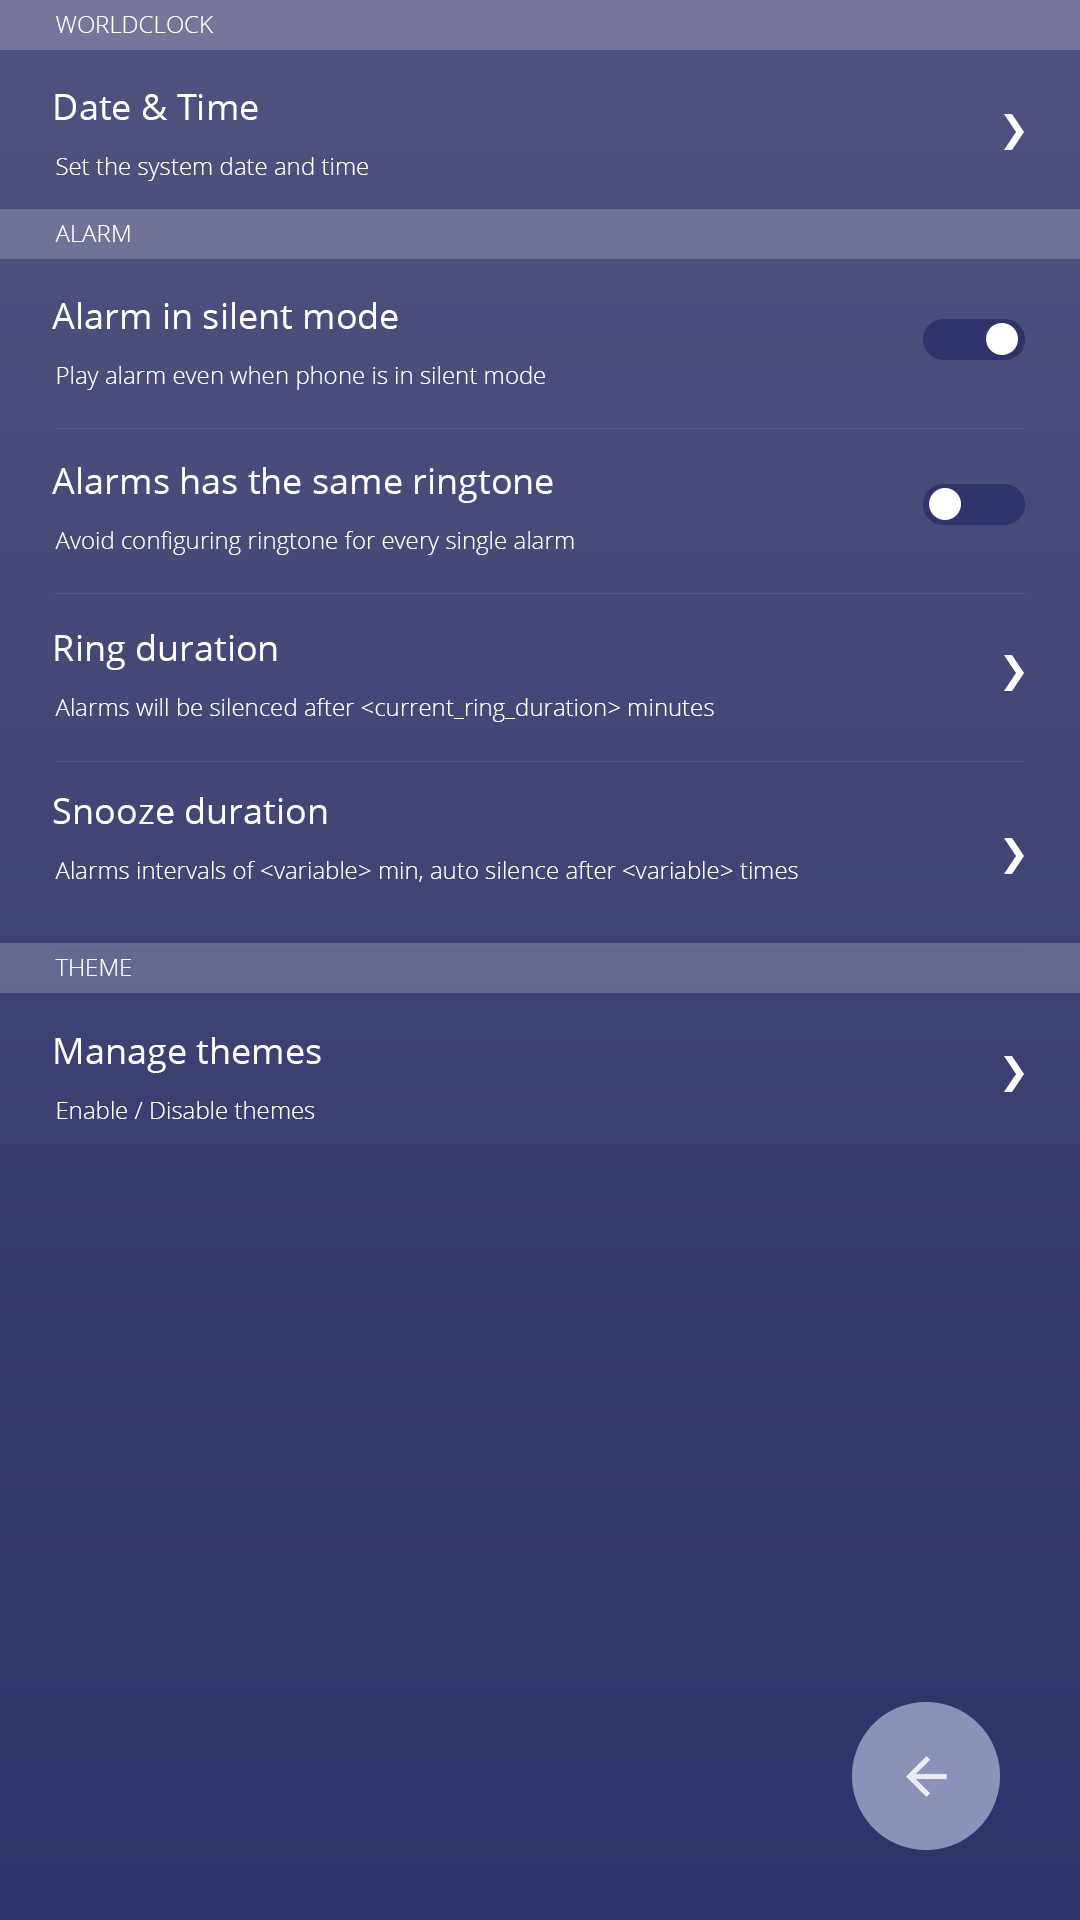 WORLDCLOCK
Date & Time
Set the system date and time
ALARM
Alarm in silent mode
Play alarm even when phone is in silent mode
Alarms has the same ringtone
Avoid configuring ringtone for every single alarm
Ring duration
Alarms will be silenced after <current_ring_duration> minutes
Snooze duration
Alarms intervals of <variable> min, auto silence after <variable> times
THEME
Manage themes
Enable / Disable themes